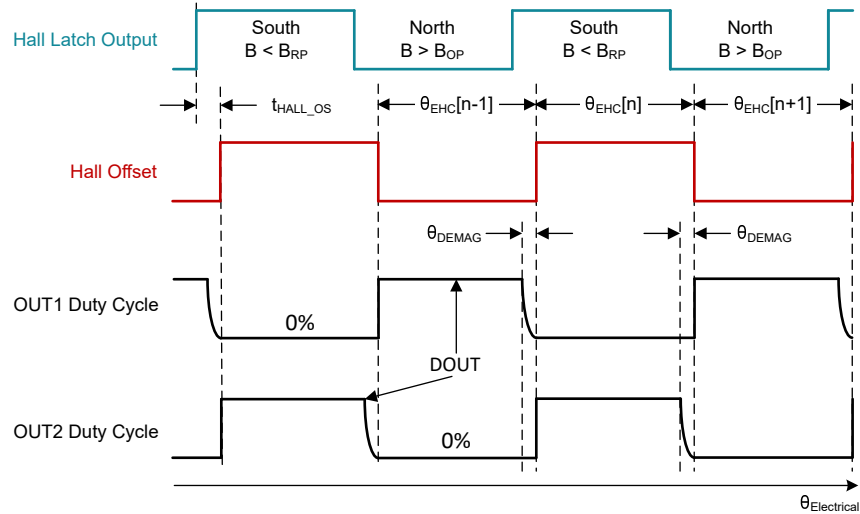 Hall Latch Output
South
B < BRP
North
B > BOP
South
B < BRP
North
B > BOP
tHALL_OS
θEHC[n-1]
θEHC[n]
θEHC[n+1]
Hall Offset
θDEMAG
θDEMAG
OUT1 Duty Cycle
0%
DOUT
OUT2 Duty Cycle
0%
θElectrical